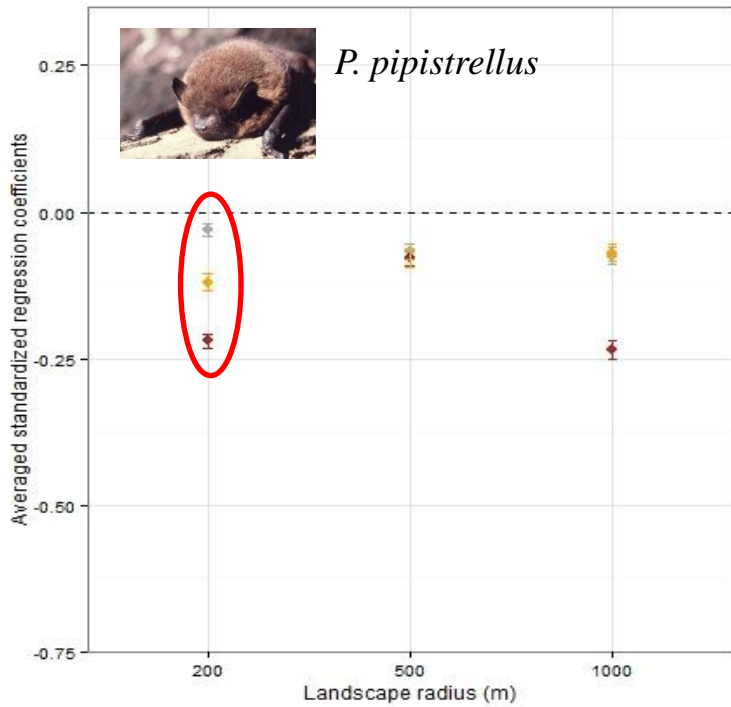 P. pipistrellus
0.25
0.00
-0.25
-0.50
-0.75
Averaged standardized regression coefficients
200
500
1000
Landscape radius (m)